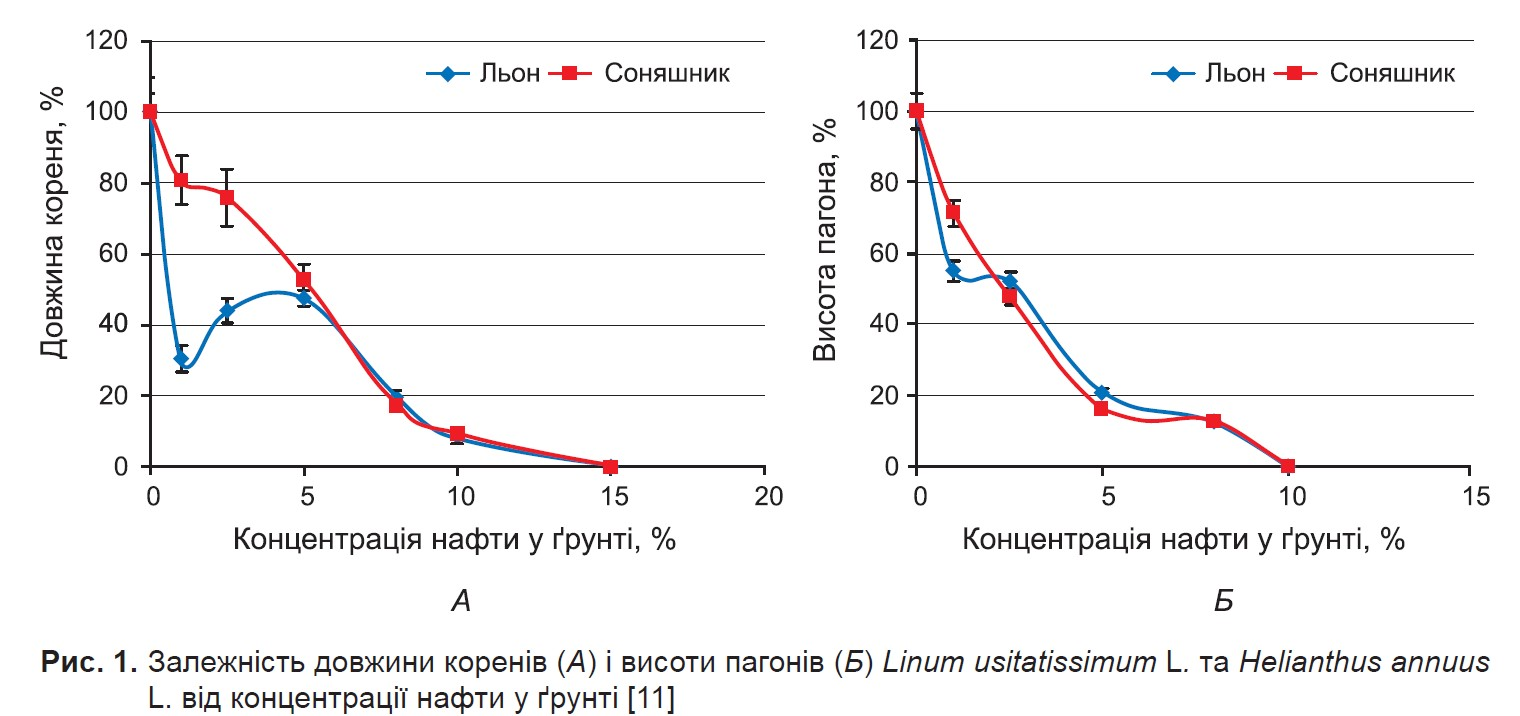 120
100
80
60
40
20
0
Довжина кореня, %
Льон Соняшник
0 5 10 15 20
Концентрація нафти у ґрунті, %
А
120
100
80
60
40
20
0
Висота пагона, %
Льон Соняшник
0 5 10 15
Концентрація нафти у ґрунті, %
Б
Рис. 1. Залежність довжини коренів (А) і висоти пагонів (Б) Linum usitatissimum L. та Helianthus annuus
L. від концентрації нафти у ґрунті [11]